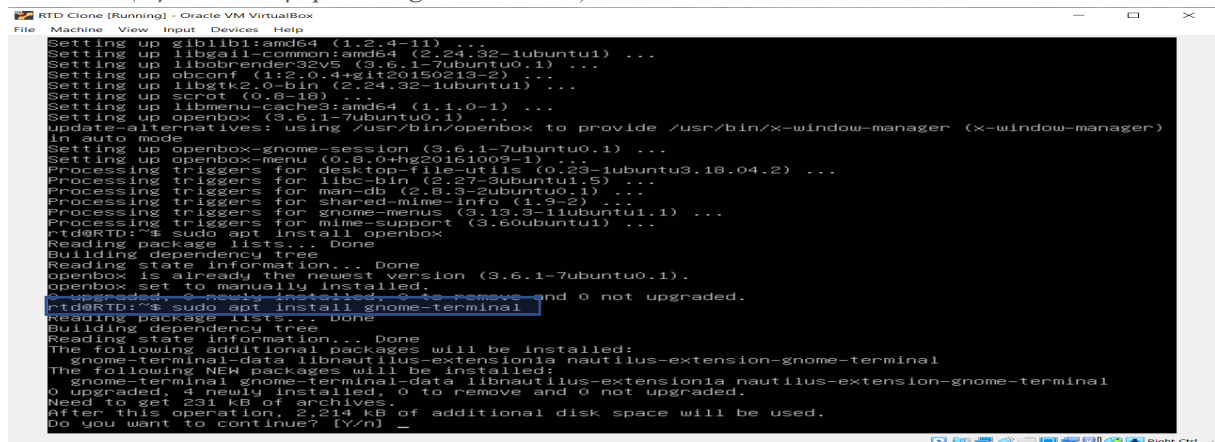 RTD Clone [Running] - Oracle VM VirtualBox
File Machine View Input Devices Help
Setting up giblib1:amd64 (1.2.4-11) ...
Setting up libgail-common:amd64 (2.24.32-1ubuntu1) ...
Setting up libobrender32v5 (3.6.1-7ubuntu0.1) ...
Setting up obconf (1:2.0.4+git20150213-2) ...
Setting up libgtk2.0-bin (2.24.32-1ubuntu1) ...
Setting up scrot (0.8-18) ...
Setting up libmenu-cache3:amd64 (1.1.0-1) ...
Setting up openbox (3.6.1-7ubuntu0.1) ...
update-alternatives: using /usr/bin/openbox to provide /usr/bin/x-window-manager (x-window-manager)
in auto mode
Setting up openbox-gnome-session (3.6.1-7ubuntu0.1) ...
Setting up openbox-menu (0.8.0+hg20161009-1) ...
Processing triggers for desktop-file-utils (0.23-1ubuntu3.18.04.2) ...
Processing triggers for libc-bin (2.27-3ubuntu1.5) ...
Processing triggers for man-db (2.8.3-2ubuntu0.1) ...
Processing triggers for shared-mime-info (1.9-2) ...
Processing triggers for gnome-menus (3.13.3-11ubuntu1.1) ...
Processing triggers for mime-support (3.60ubuntu1) ...
rtd@RTD:~$ sudo apt install openbox
Reading package lists... Done
Building dependency tree
Reading state information... Done
openbox is already the newest version (3.6.1-7ubuntu0.1).
openbox set to manually installed.
0 upgraded, 0 newly installed, 0 to remove and 0 not upgraded.
rtd@RTD:~$ sudo apt install gnome-terminal
Reading package lists... Done
Building dependency tree
Reading state information... Done
The following additional packages will be installed:
gnome-terminal-data libnautilus-extension1a nautilus-extension-gnome-terminal
The following NEW packages will be installed:
gnome-terminal gnome-terminal-data libnautilus-extension1a nautilus-extension-gnome-terminal
0 upgraded, 4 newly installed, 0 to remove and 0 not upgraded.
Need to get 231 kB of archives.
After this operation, 2,214 kB of additional disk space will be used.
Do you want to continue? [Y/n] _
Right Ctrl